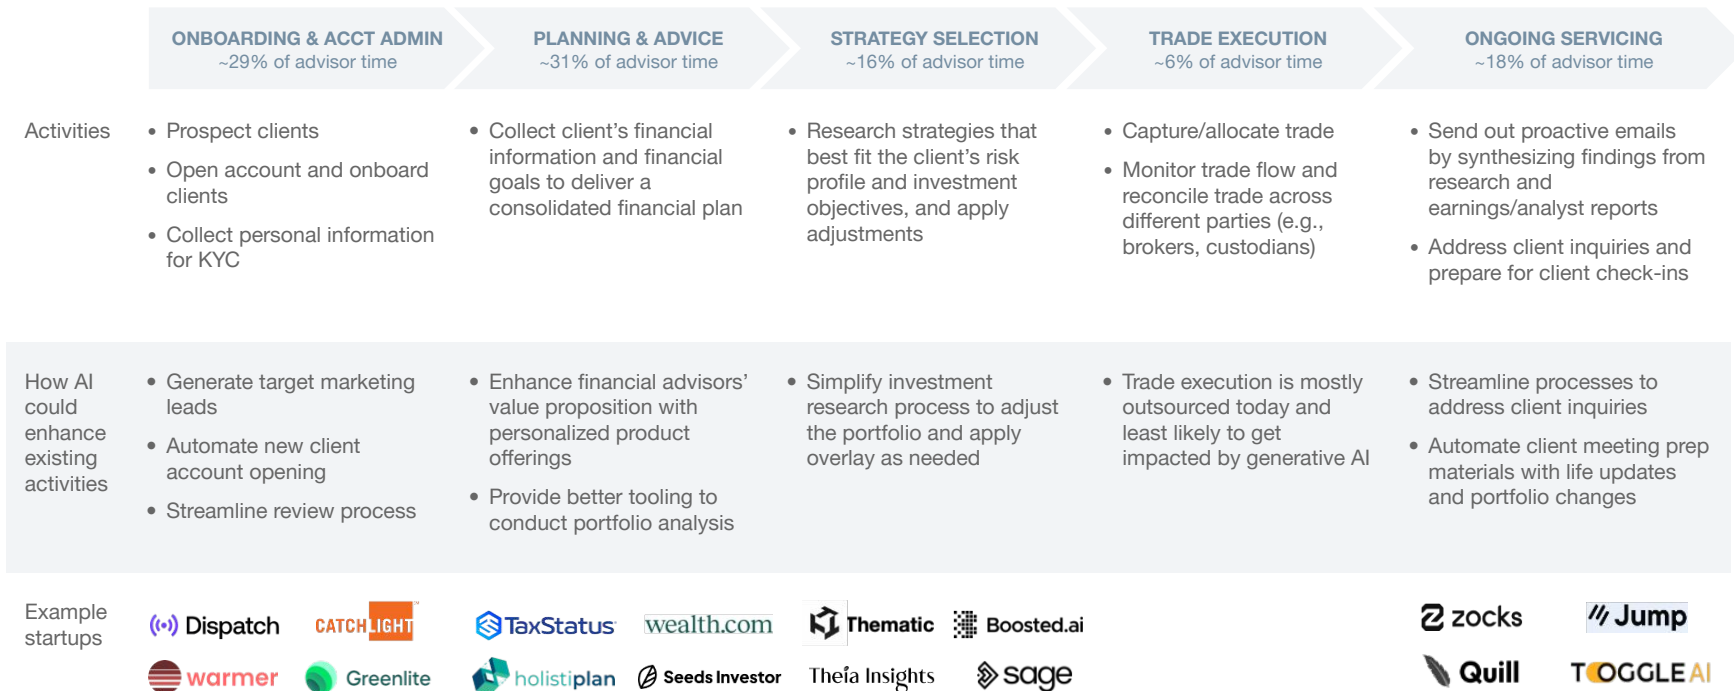 ONBOARDING & ACCT ADMIN
~29% of advisor time
PLANNING & ADVICE
~31% of advisor time
STRATEGY SELECTION
~16% of advisor time
TRADE EXECUTION
~6% of advisor time
ONGOING SERVICING
~18% of advisor time
Activities
• Prospect clients
• Open account and onboard
clients
• Collect personal information
for KYC
• Collect client’s financial
information and financial
goals to deliver a
consolidated financial plan
• Research strategies that
best fit the client’s risk
profile and investment
objectives, and apply
adjustments
• Capture/allocate trade
• Monitor trade flow and
reconcile trade across
different parties (e.g.,
brokers, custodians)
• Send out proactive emails
by synthesizing findings from
research and
earnings/analyst reports
• Address client inquiries and
prepare for client check-ins
How AI
could
enhance
existing
activities
• Generate target marketing
leads
• Automate new client
account opening
• Streamline review process
• Enhance financial advisors’
value proposition with
personalized product
offerings
• Provide better tooling to
conduct portfolio analysis
• Simplify investment
research process to adjust
the portfolio and apply
overlay as needed
• Trade execution is mostly
outsourced today and
least likely to get
impacted by generative AI
• Streamline processes to
address client inquiries
• Automate client meeting prep
materials with life updates
and portfolio changes
Example
startups
Dispatch
CATCHLIGHT
warmer
Greenlite
TaxStatus
wealth.com
holistiplan
Seeds Investor
Thematic
Boosted.ai
Theia Insights
sage
zocks
Jump
Quill
TOGGLE AI